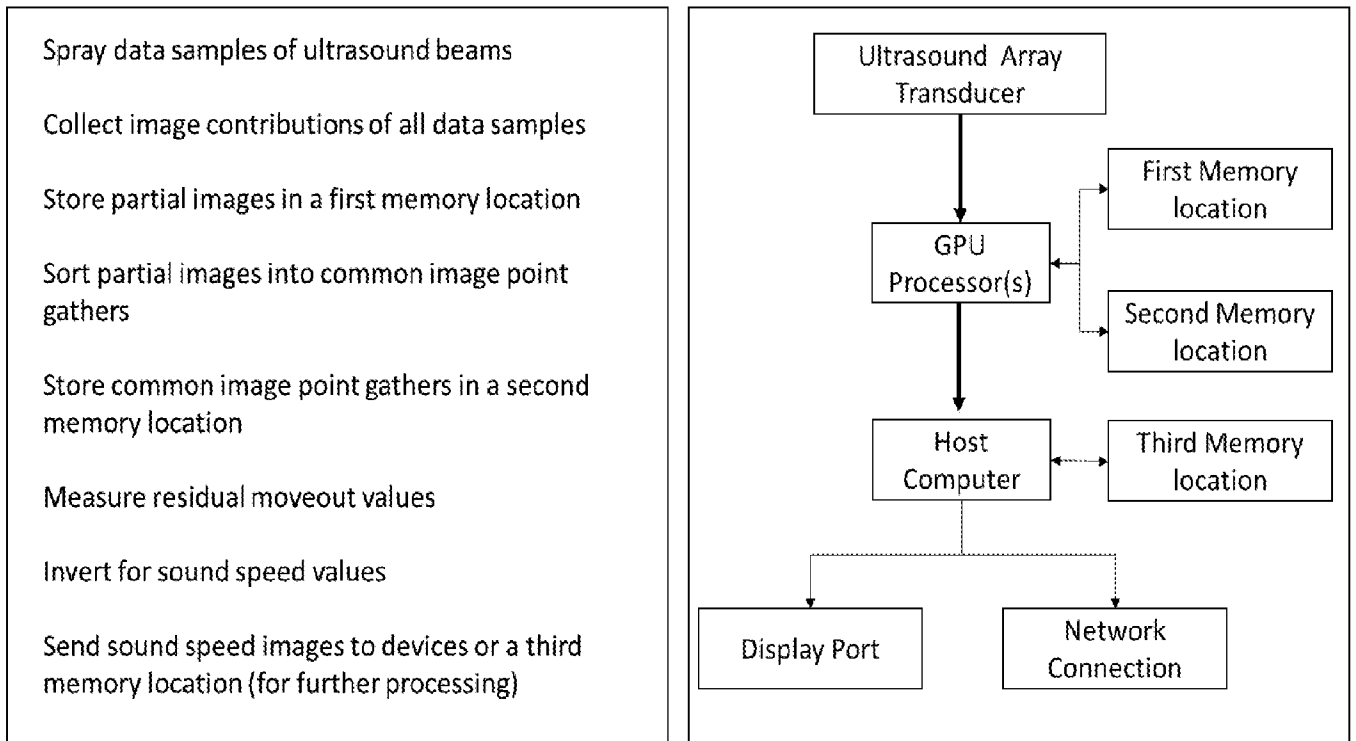 Spray data samples of ultrasound beams
Collect image contributions of all data samples
Store partial images in a first memory location
Sort partial images into common image point
gathers
Store common image point gathers in a second
memory location
Measure residual moveout values
Invert for sound speed values
Send sound speed images to devices or a third
memory location (for further processing)
Ultrasound Array
Transducer
First Memory
location
GPU
Processor(s)
Second Memory
location
Host
Computer
Third Memory
location
Display Port
Network
Connection